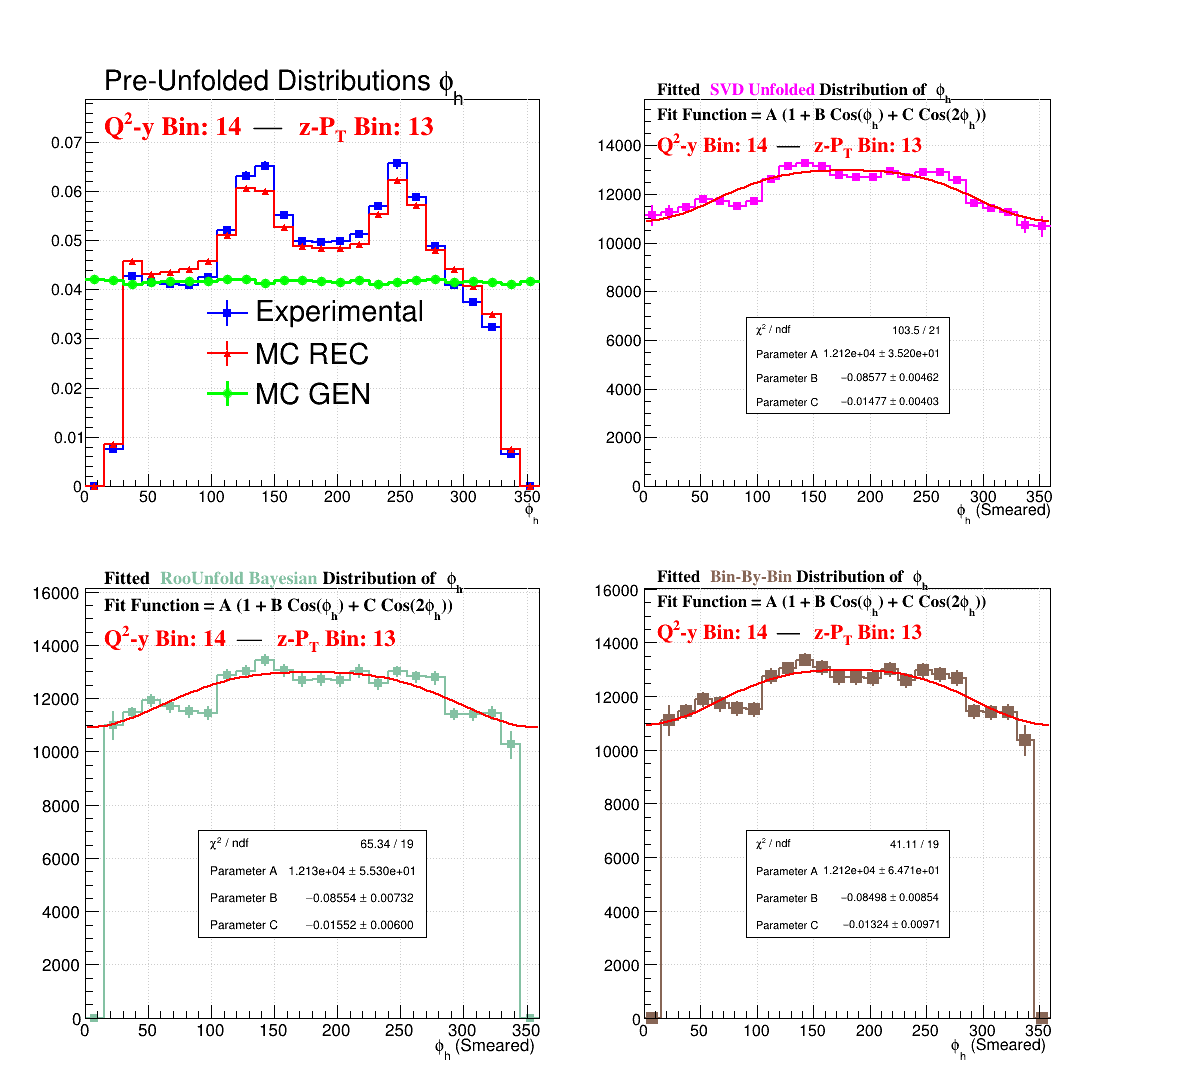 Pre-Unfolded Distributions ϕh
Q2-y Bin: 14 — z-PT Bin: 13
0.07
0.06
0.05
0.04
0.03
0.02
0.01
0
Experimental
MC REC
MC GEN
0 50 100 150 200 250 300 350
ϕh
Fitted SVD Unfolded Distribution of ϕh
Fit Function = A (1 + B Cos(ϕh) + C Cos(2ϕh))
Q2-y Bin: 14 — z-PT Bin: 13
14000
12000
10000
8000
6000
4000
2000
0
χ2 / ndf 103.5 / 21
Parameter A 1.212e+04 ± 3.520e+01
Parameter B −0.08577 ± 0.00462
Parameter C −0.01477 ± 0.00403
0 50 100 150 200 250 300 350
ϕh (Smeared)
Fitted RooUnfold Bayesian Distribution of ϕh
Fit Function = A (1 + B Cos(ϕh) + C Cos(2ϕh))
Q2-y Bin: 14 — z-PT Bin: 13
16000
14000
12000
10000
8000
6000
4000
2000
0
χ2 / ndf 65.34 / 19
Parameter A 1.213e+04 ± 5.530e+01
Parameter B −0.08554 ± 0.00732
Parameter C −0.01552 ± 0.00600
0 50 100 150 200 250 300 350
ϕh (Smeared)
Fitted Bin-By-Bin Distribution of ϕh
Fit Function = A (1 + B Cos(ϕh) + C Cos(2ϕh))
Q2-y Bin: 14 — z-PT Bin: 13
16000
14000
12000
10000
8000
6000
4000
2000
0
χ2 / ndf 41.11 / 19
Parameter A 1.212e+04 ± 6.471e+01
Parameter B −0.08498 ± 0.00854
Parameter C −0.01324 ± 0.00971
0 50 100 150 200 250 300 350
ϕh (Smeared)